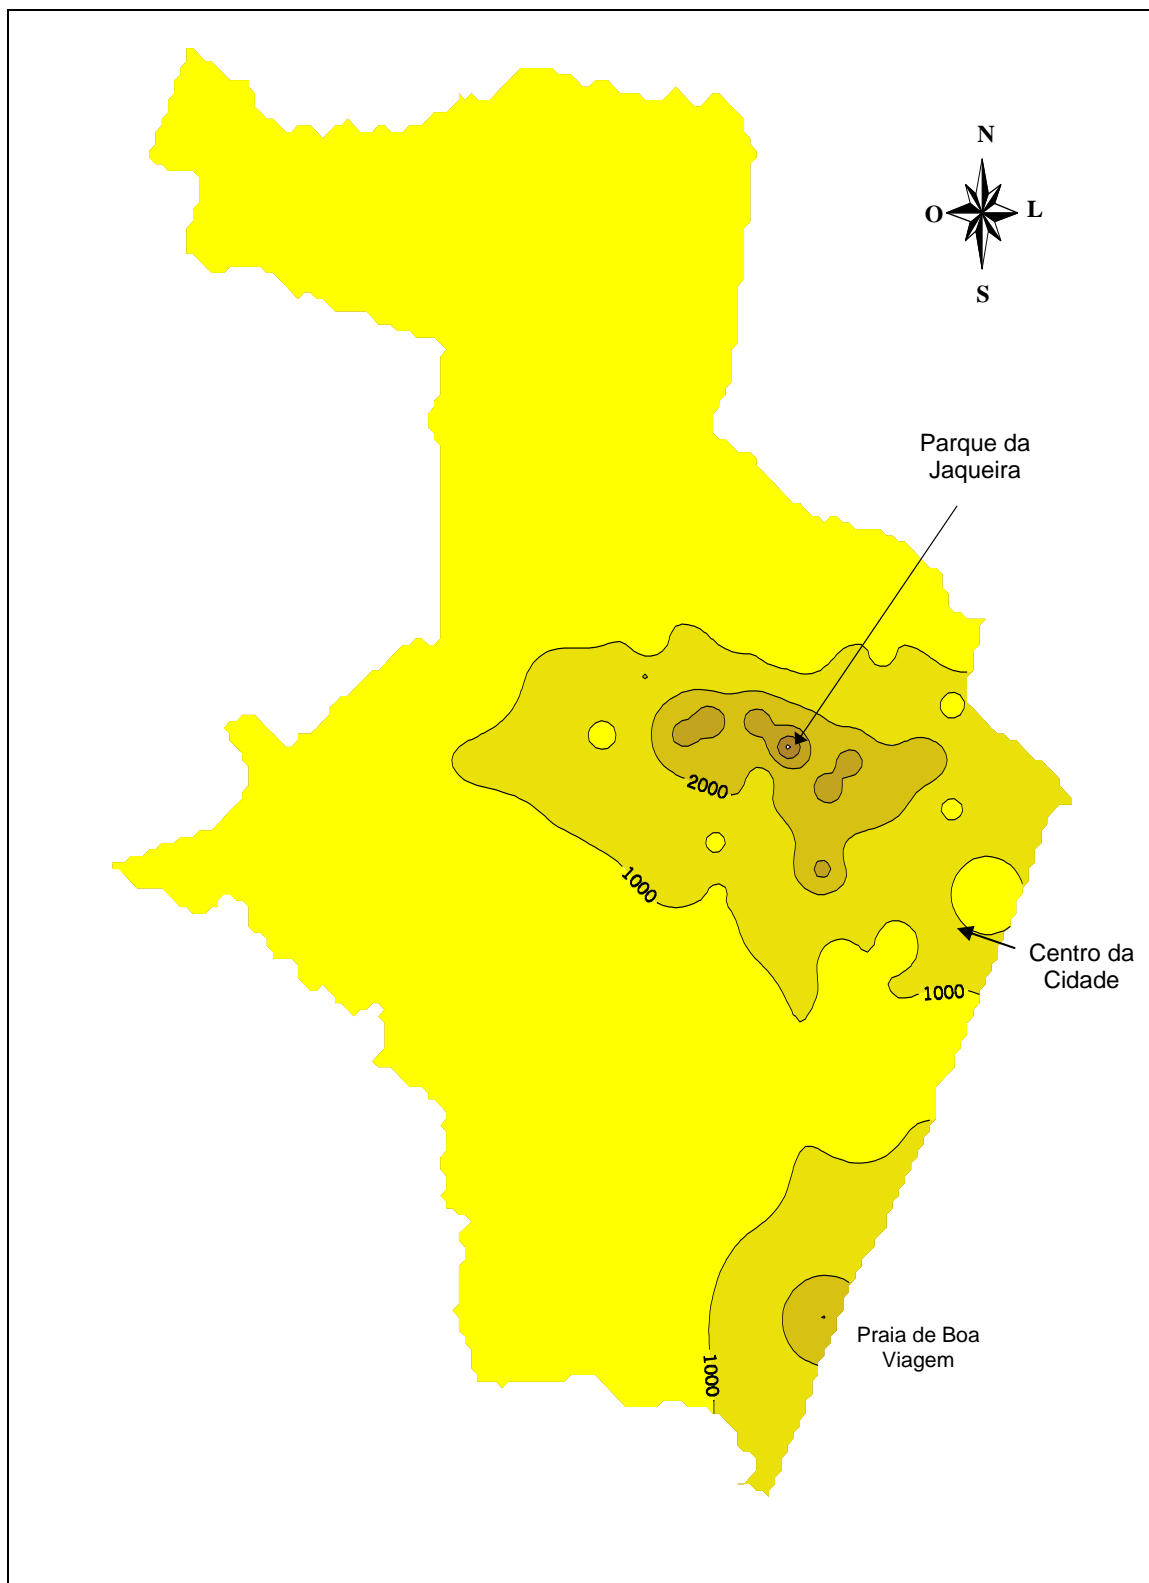 N
O
L
S
Parque da
Jaqueira
2000
1000
Centro da
Cidade
1000
Praia de Boa
Viagem
1000